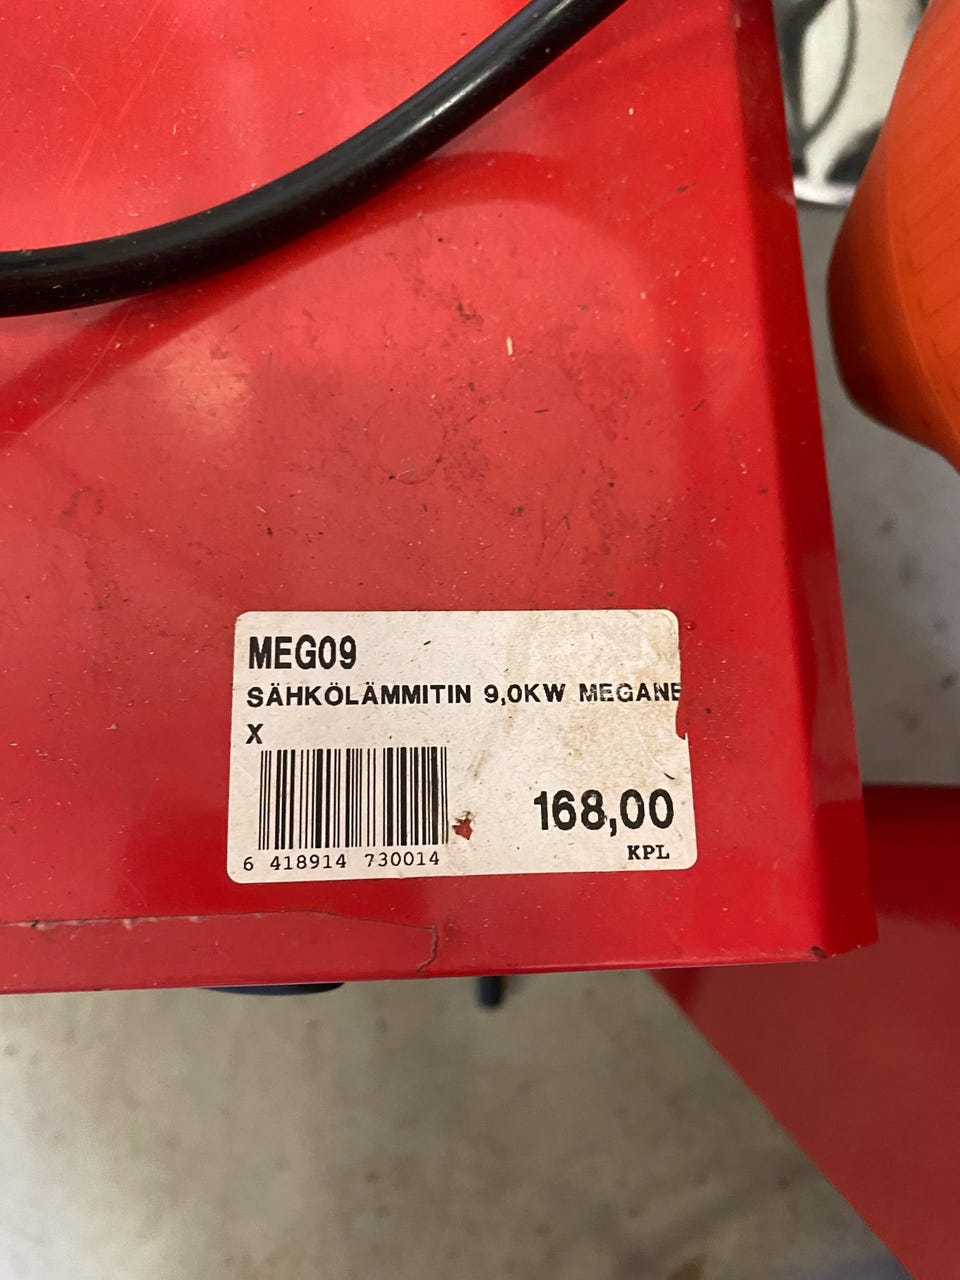 MEG09
SÄHKÖLÄMMITIN 9,0KW MEGANE
X
168,00
KPL
6 418914 730014